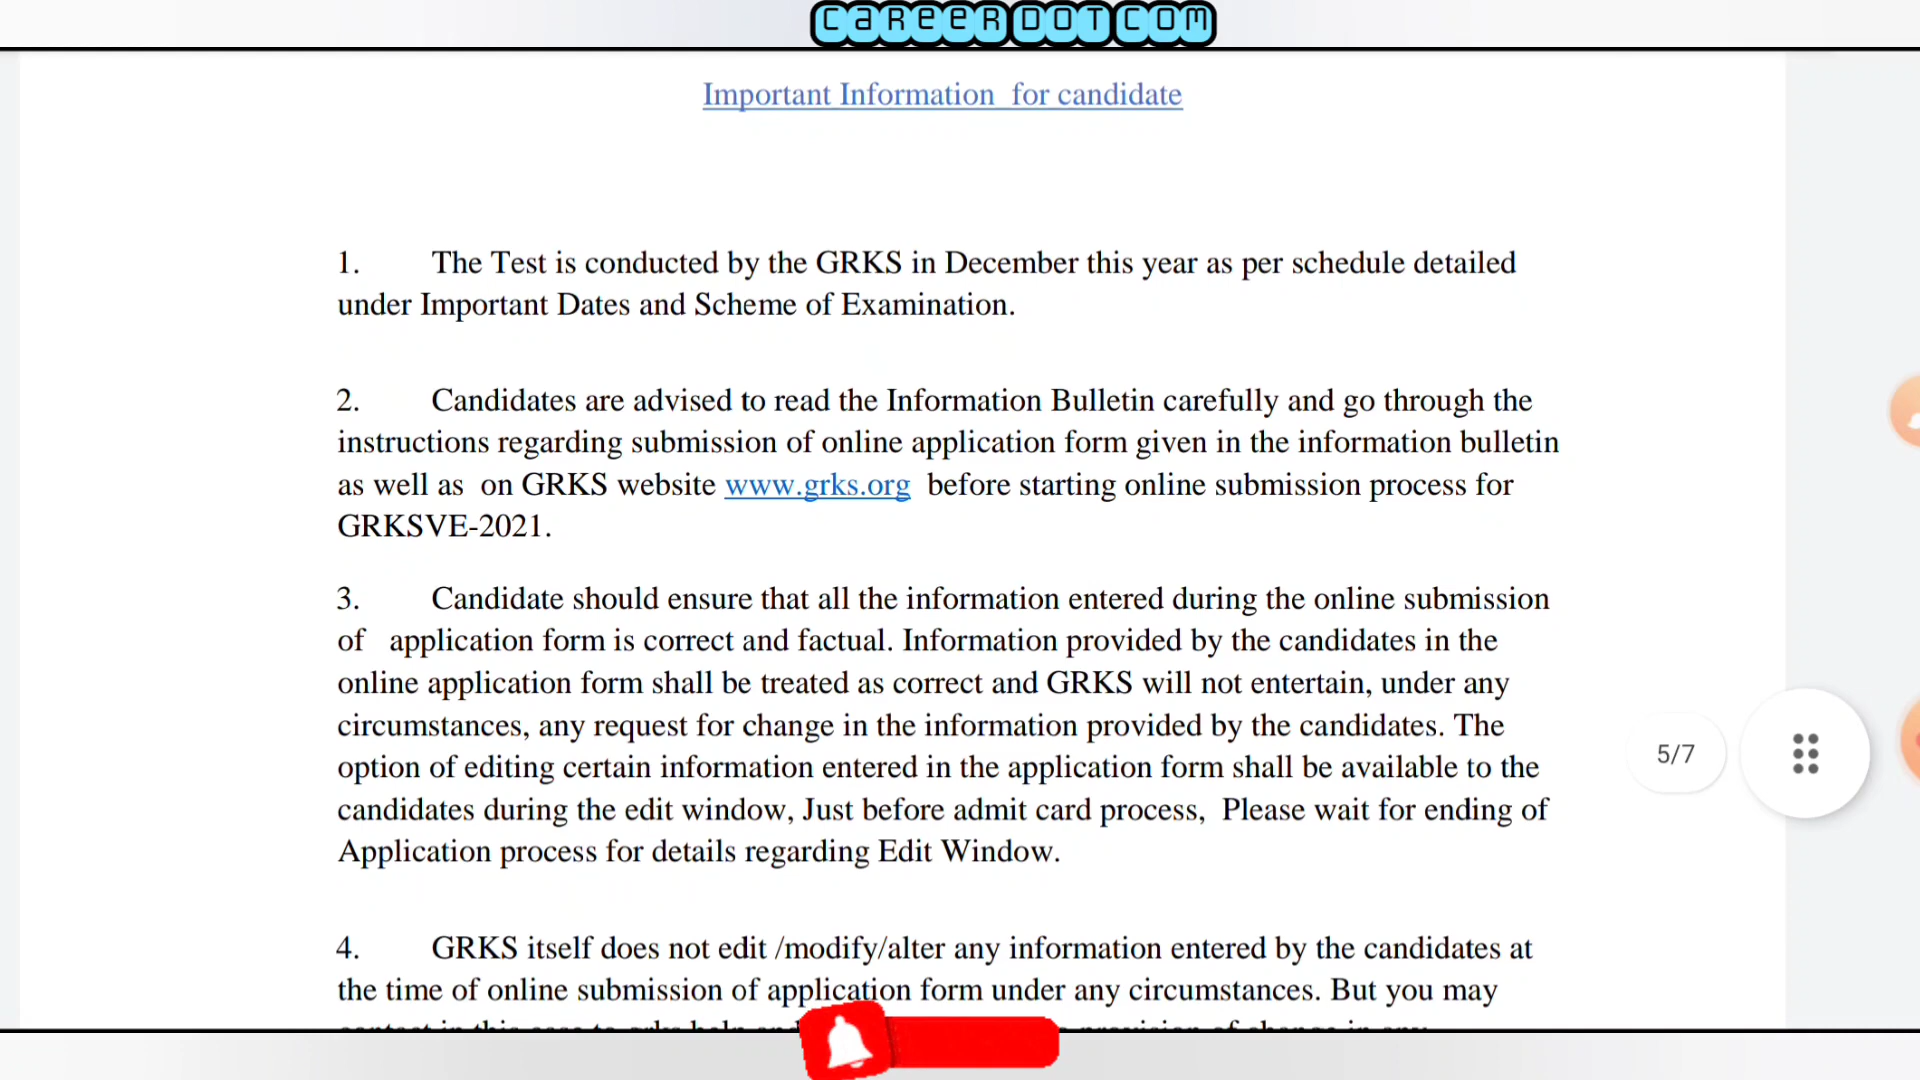 CaReeR DOT COM
Important Information for candidate
1. The Test is conducted by the GRKS in December this year as per schedule detailed
under Important Dates and Scheme of Examination.
2. Candidates are advised to read the Information Bulletin carefully and go through the
instructions regarding submission of online application form given in the information bulletin
as well as on GRKS website www.grks.org before starting online submission process for
GRKSVE-2021.
3. Candidate should ensure that all the information entered during the online submission
of application form is correct and factual. Information provided by the candidates in the
online application form shall be treated as correct and GRKS will not entertain, under any
circumstances, any request for change in the information provided by the candidates. The
option of editing certain information entered in the application form shall be available to the
candidates during the edit window, Just before admit card process, Please wait for ending of
Application process for details regarding Edit Window.
5/7
4. GRKS itself does not edit /modify/alter any information entered by the candidates at
the time of online submission of application form under any circumstances. But you may